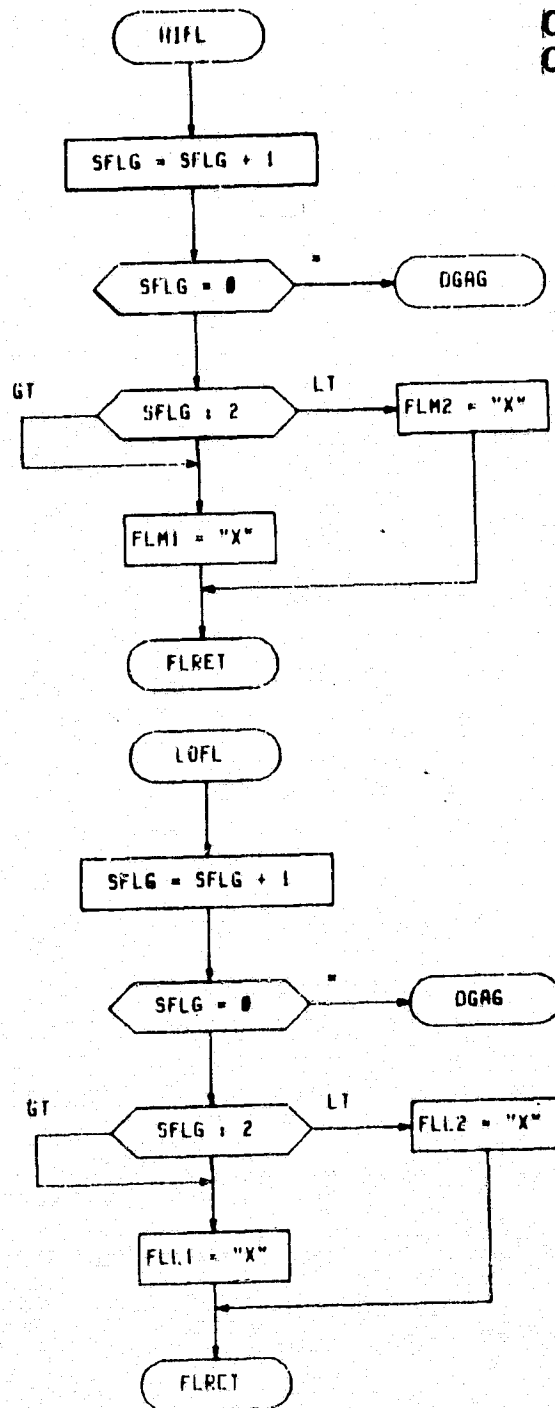 HIFL
SFLG = SFLG + 1
SFLG = 0
=
DGAG
GT
SFLG : 2
LT
FLM2 = "X"
FLM1 = "X"
FLRET
LOFL
SFLG = SFLG + 1
SFLG = 0
=
DGAG
GT
SFLG : 2
LT
FLL2 = "X"
FLL1 = "X"
FLRET